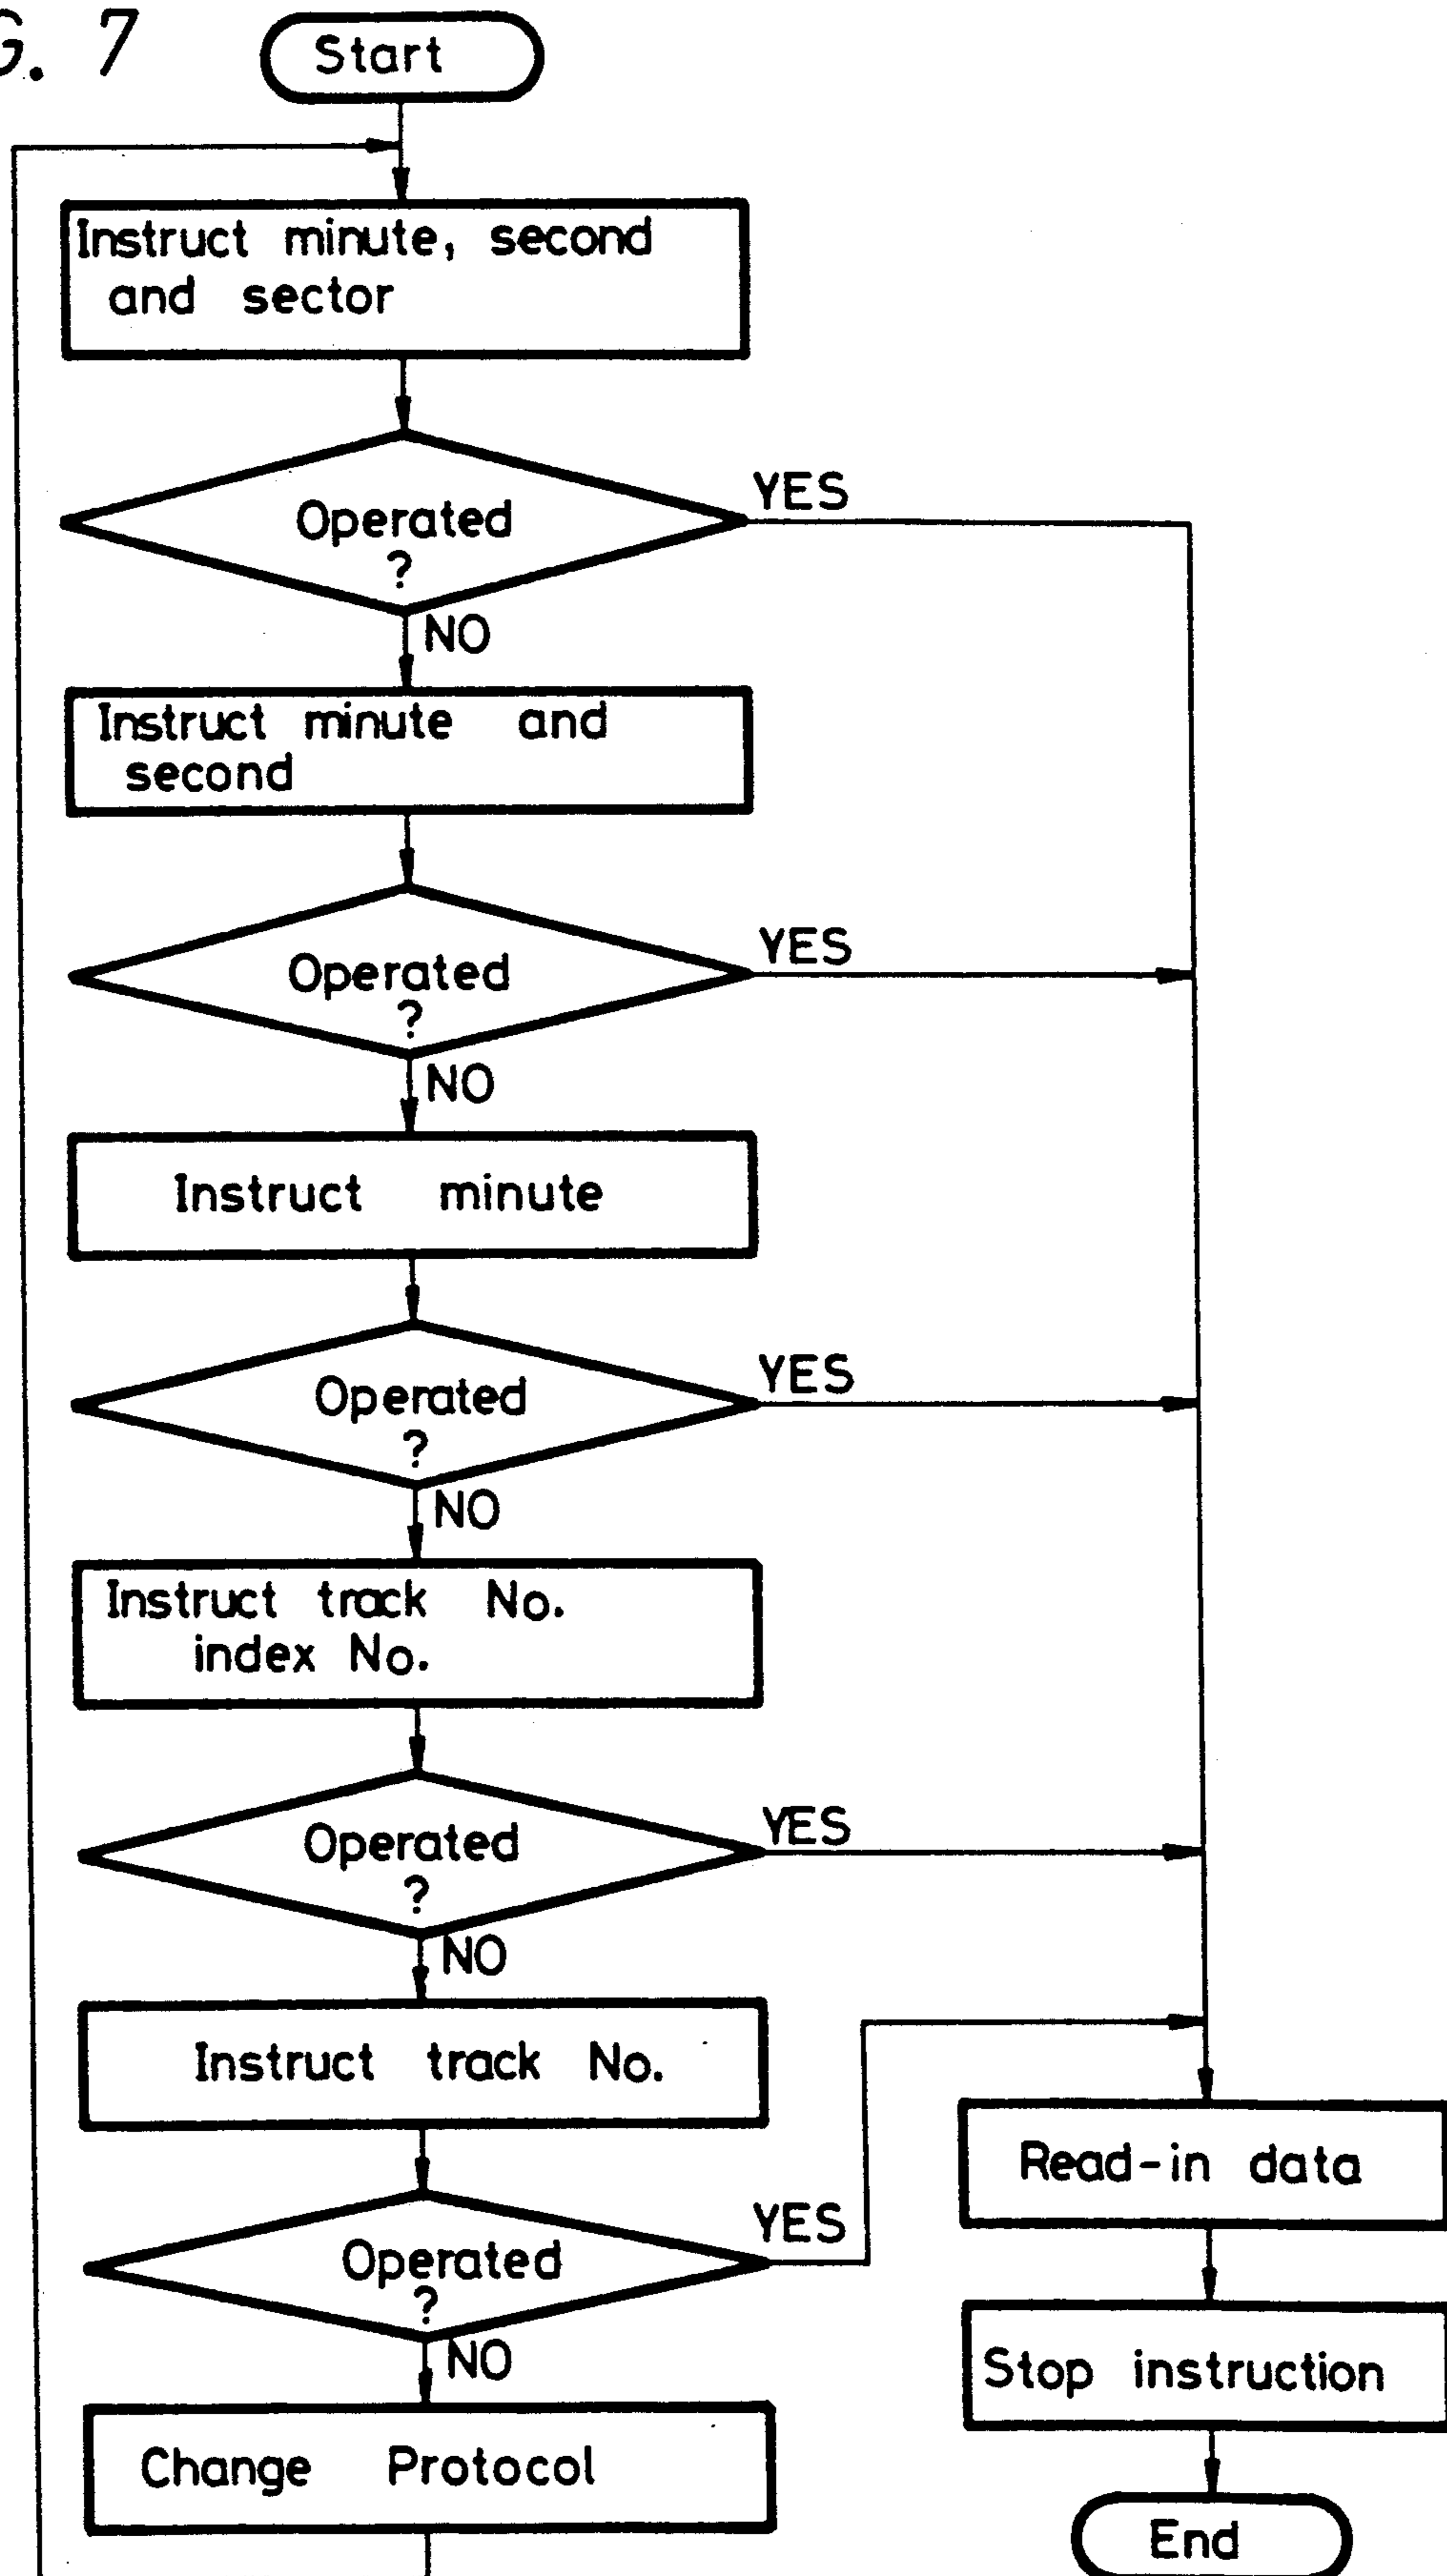 G. 7
Start
Instruct minute, second
and sector
Operated
?
YES
NO
Instruct minute and
second
Operated
?
YES
NO
Instruct minute
Operated
?
YES
NO
Instruct track No.
index No.
Operated
?
YES
NO
Instruct track No.
Operated
?
YES
NO
Change Protocol
Read-in data
Stop instruction
End